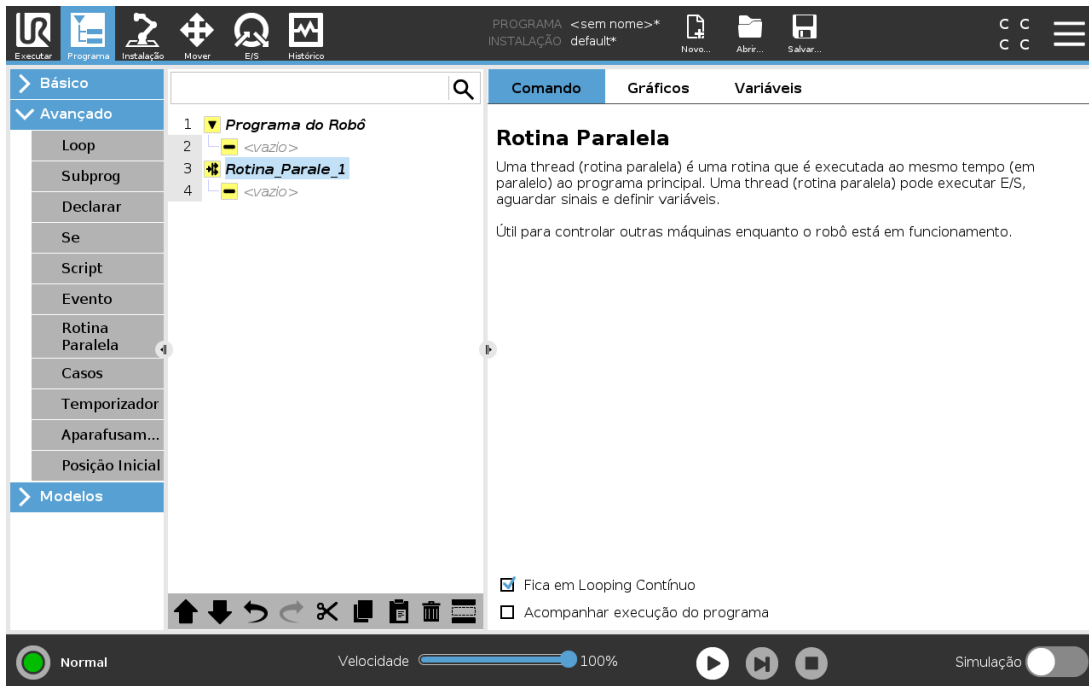 PROGRAMA <sem nome>*
INSTALAÇÃO default*
C C
C C
Executar Programa Instalação Mover E/S Histórico Novo... Abrir... Salvar...
Básico
Avançado
Loop
Subprog
Declarar
Se
Script
Evento
Rotina
Paralela
Casos
Temporizador
Aparafusam...
Posição Inicial
Modelos
1 Programa do Robô
2 <vazio>
3 Rotina_Parale_1
4 <vazio>
Comando Gráficos Variáveis
Rotina Paralela
Uma thread (rotina paralela) é uma rotina que é executada ao mesmo tempo (em
paralelo) ao programa principal. Uma thread (rotina paralela) pode executar E/S,
aguardar sinais e definir variáveis.
Útil para controlar outras máquinas enquanto o robô está em funcionamento.
Fica em Looping Contínuo
Acompanhar execução do programa
Normal Velocidade 100% Simulação